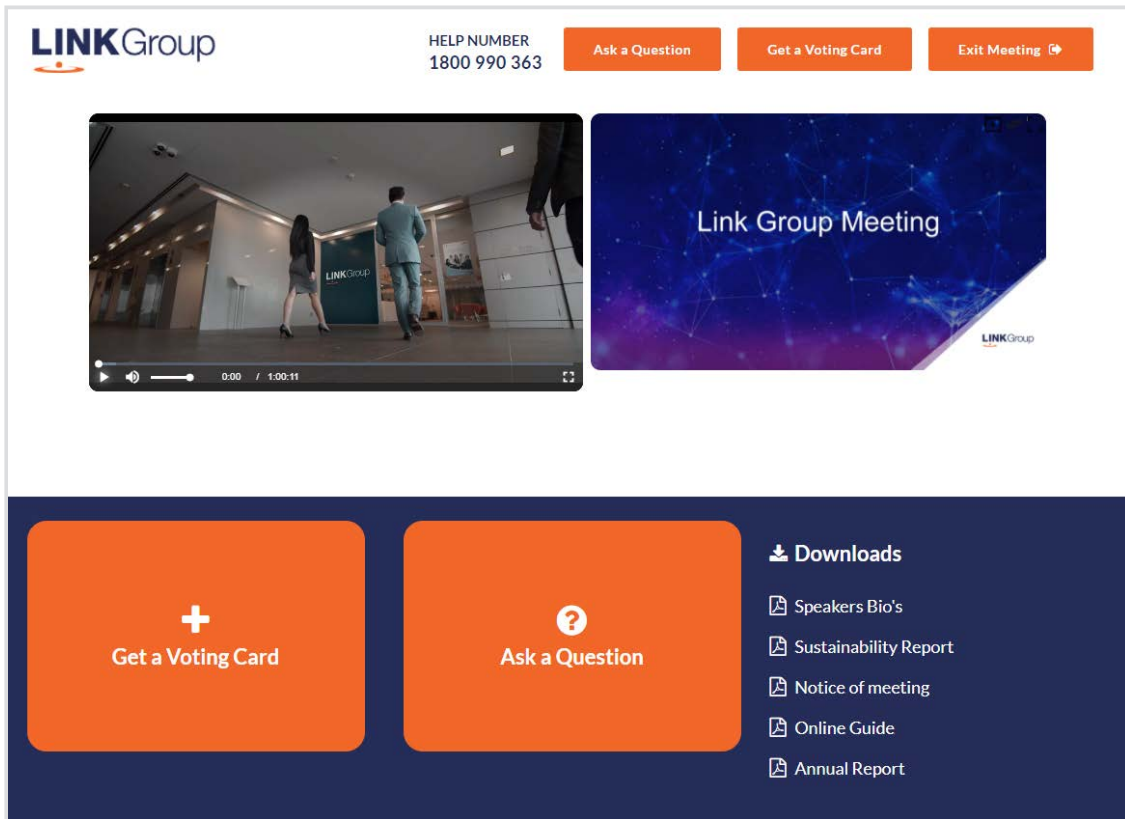 LINKGroup
HELP NUMBER
1800 990 363
Ask a Question
Get a Voting Card
Exit Meeting
LINKGroup
0:00 / 1:00:11
Link Group Meeting
LINKGroup
Get a Voting Card
Ask a Question
Downloads
Speakers Bio's
Sustainability Report
Notice of meeting
Online Guide
Annual Report